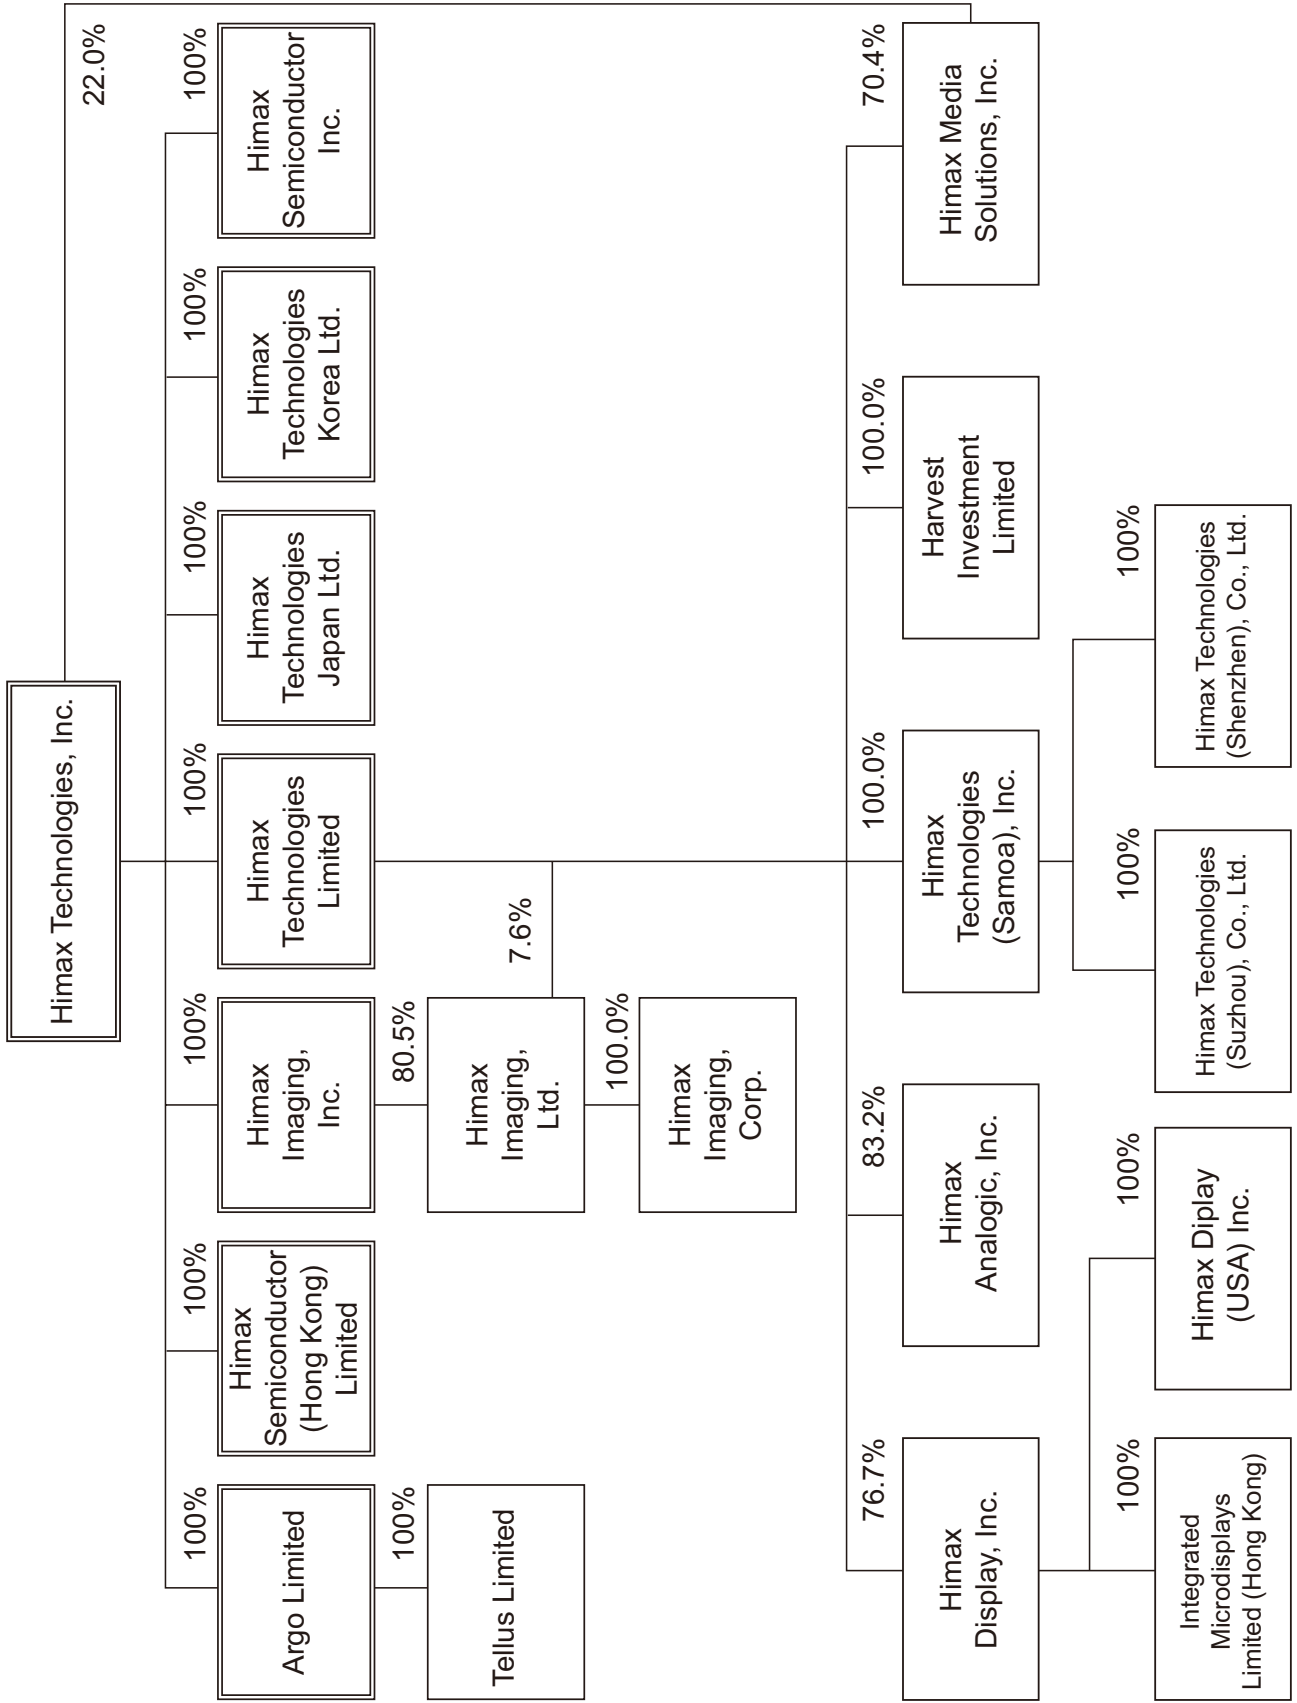 Himax Technologies, Inc.
22.0%
100%
Argo Limited
100%
Himax
Semiconductor
(Hong Kong)
Limited
100%
Himax
Imaging,
Inc.
100%
Himax
Technologies
Limited
100%
Himax
Technologies
Japan Ltd.
100%
Himax
Technologies
Korea Ltd.
100%
Himax
Semiconductor
Inc.
100%
Tellus Limited
80.5%
Himax
Imaging,
Ltd.
7.6%
100.0%
Himax
Imaging,
Corp.
76.7%
Himax
Display, Inc.
83.2%
Himax
Analogic, Inc.
100.0%
Himax
Technologies
(Samoa), Inc.
100.0%
Harvest
Investment
Limited
70.4%
Himax Media
Solutions, Inc.
100%
Integrated
Microdisplays
Limited (Hong Kong)
100%
Himax Diplay
(USA) Inc.
100%
Himax Technologies
(Suzhou), Co., Ltd.
100%
Himax Technologies
(Shenzhen), Co., Ltd.